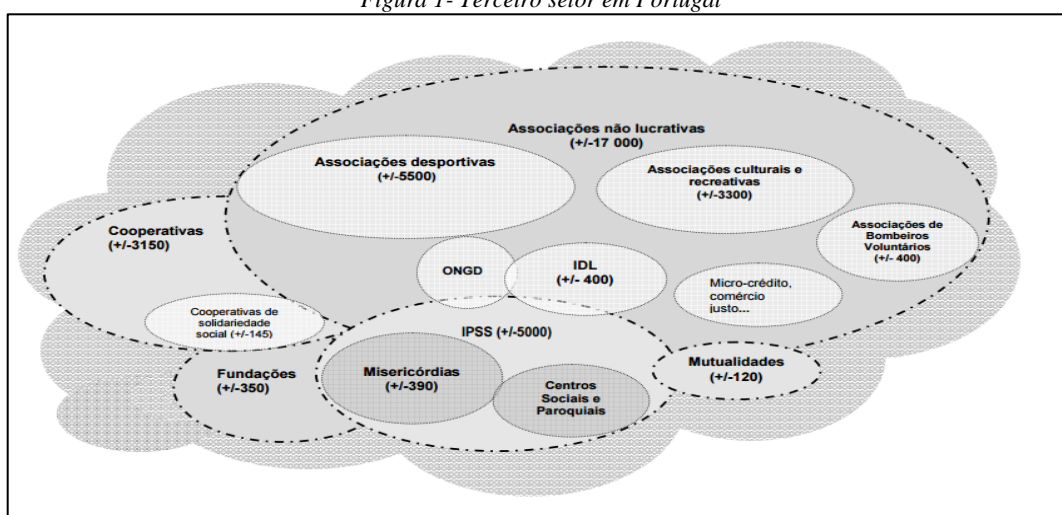 Figura 1- Terceiro setor em Portugal
Associações não lucrativas
(+/-17 000)
Associações desportivas
(+/-5500)
Associações culturais e
recreativas
(+/-3300)
Cooperativas
(+/-3150)
Associações de
Bombeiros
Voluntários
(+/- 400)
ONGD
IDL
(+/- 400)
Micro-crédito,
comércio
justo...
Cooperativas de
solidariedade
social (+/-145)
IPSS (+/-5000)
Fundações
(+/-350)
Misericórdias
(+/-390)
Centros
Sociais e
Paroquiais
Mutualidades
(+/-120)